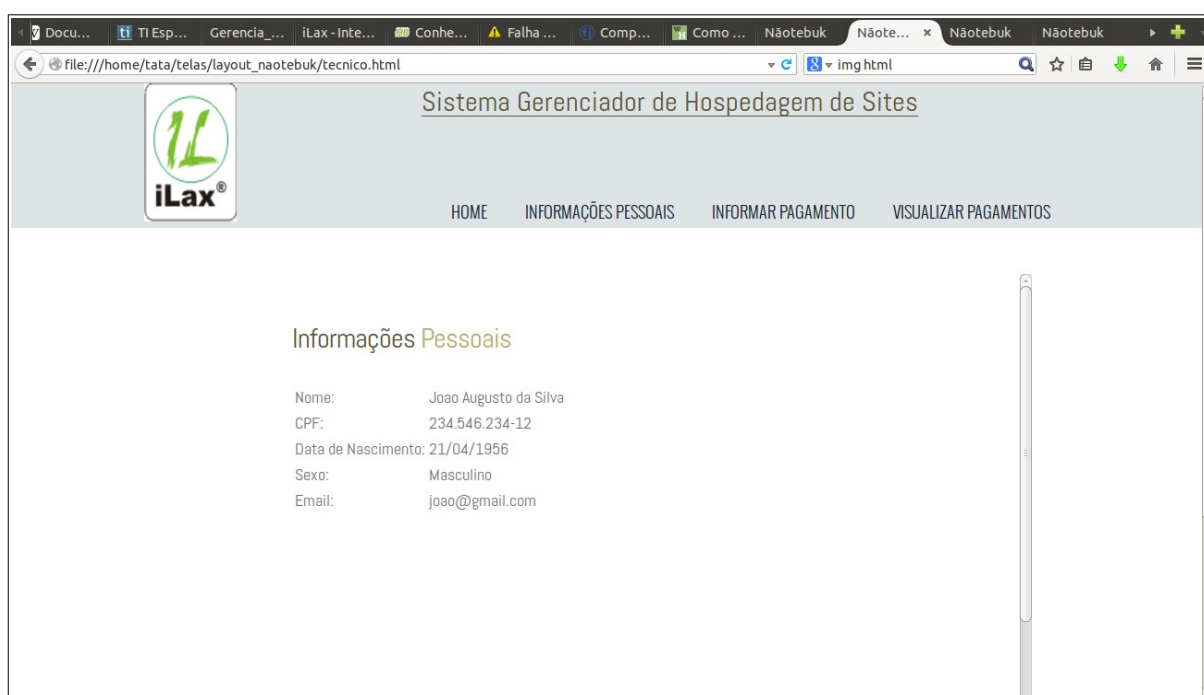 Docu... TI Esp... Gerencia_... iLax - Inte... Conhe... Falha ... Comp... Como ... Nãotebuk Nãote... Nãotebuk Nãotebuk
file:///home/tata/telas/layout_naotebuk/tecnico.html img html
Sistema Gerenciador de Hospedagem de Sites
iLax®
HOME INFORMAÇÕES PESSOAIS INFORMAR PAGAMENTO VISUALIZAR PAGAMENTOS
Informações Pessoais
Nome: Joao Augusto da Silva
CPF: 234.546.234-12
Data de Nascimento: 21/04/1956
Sexo: Masculino
Email: joao@gmail.com